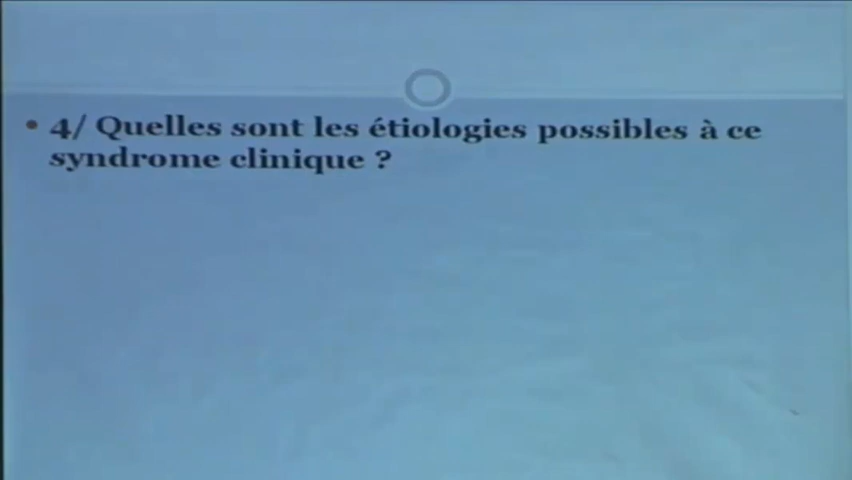 • 4/ Quelles sont les étiologies possibles à ce
syndrome clinique ?